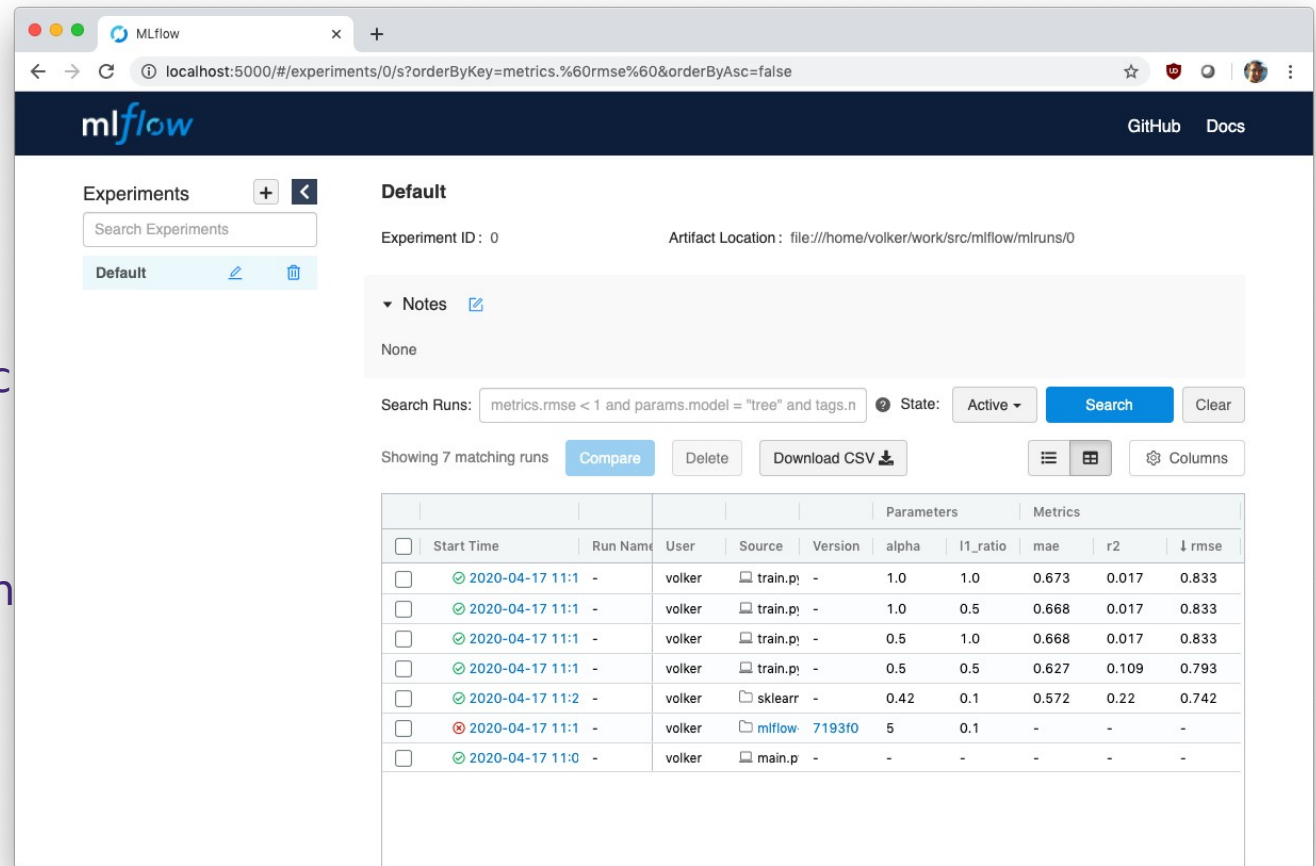 MLflow
localhost:5000/#/experiments/0/s?orderByKey=metrics.%60rmse%60&orderByAsc=false
mlflow
GitHub Docs
Experiments
Search Experiments
Default
Default
Experiment ID : 0 Artifact Location : file:///home/volker/work/src/mlflow/mlruns/0
Notes
None
Search Runs: metrics.rmse < 1 and params.model = "tree" and tags.n State: Active Search Clear
Showing 7 matching runs Compare Delete Download CSV Columns
Parameters Metrics
Start Time Run Name User Source Version alpha l1_ratio mae r2 ↓ rmse
2020-04-17 11:1 - volker train.py - 1.0 1.0 0.673 0.017 0.833
2020-04-17 11:1 - volker train.py - 1.0 0.5 0.668 0.017 0.833
2020-04-17 11:1 - volker train.py - 0.5 1.0 0.668 0.017 0.833
2020-04-17 11:1 - volker train.py - 0.5 0.5 0.627 0.109 0.793
2020-04-17 11:2 - volker sklearr - 0.42 0.1 0.572 0.22 0.742
2020-04-17 11:1 - volker mlflow- 7193f0 5 0.1 - - -
2020-04-17 11:0 - volker main.p - - - - - -